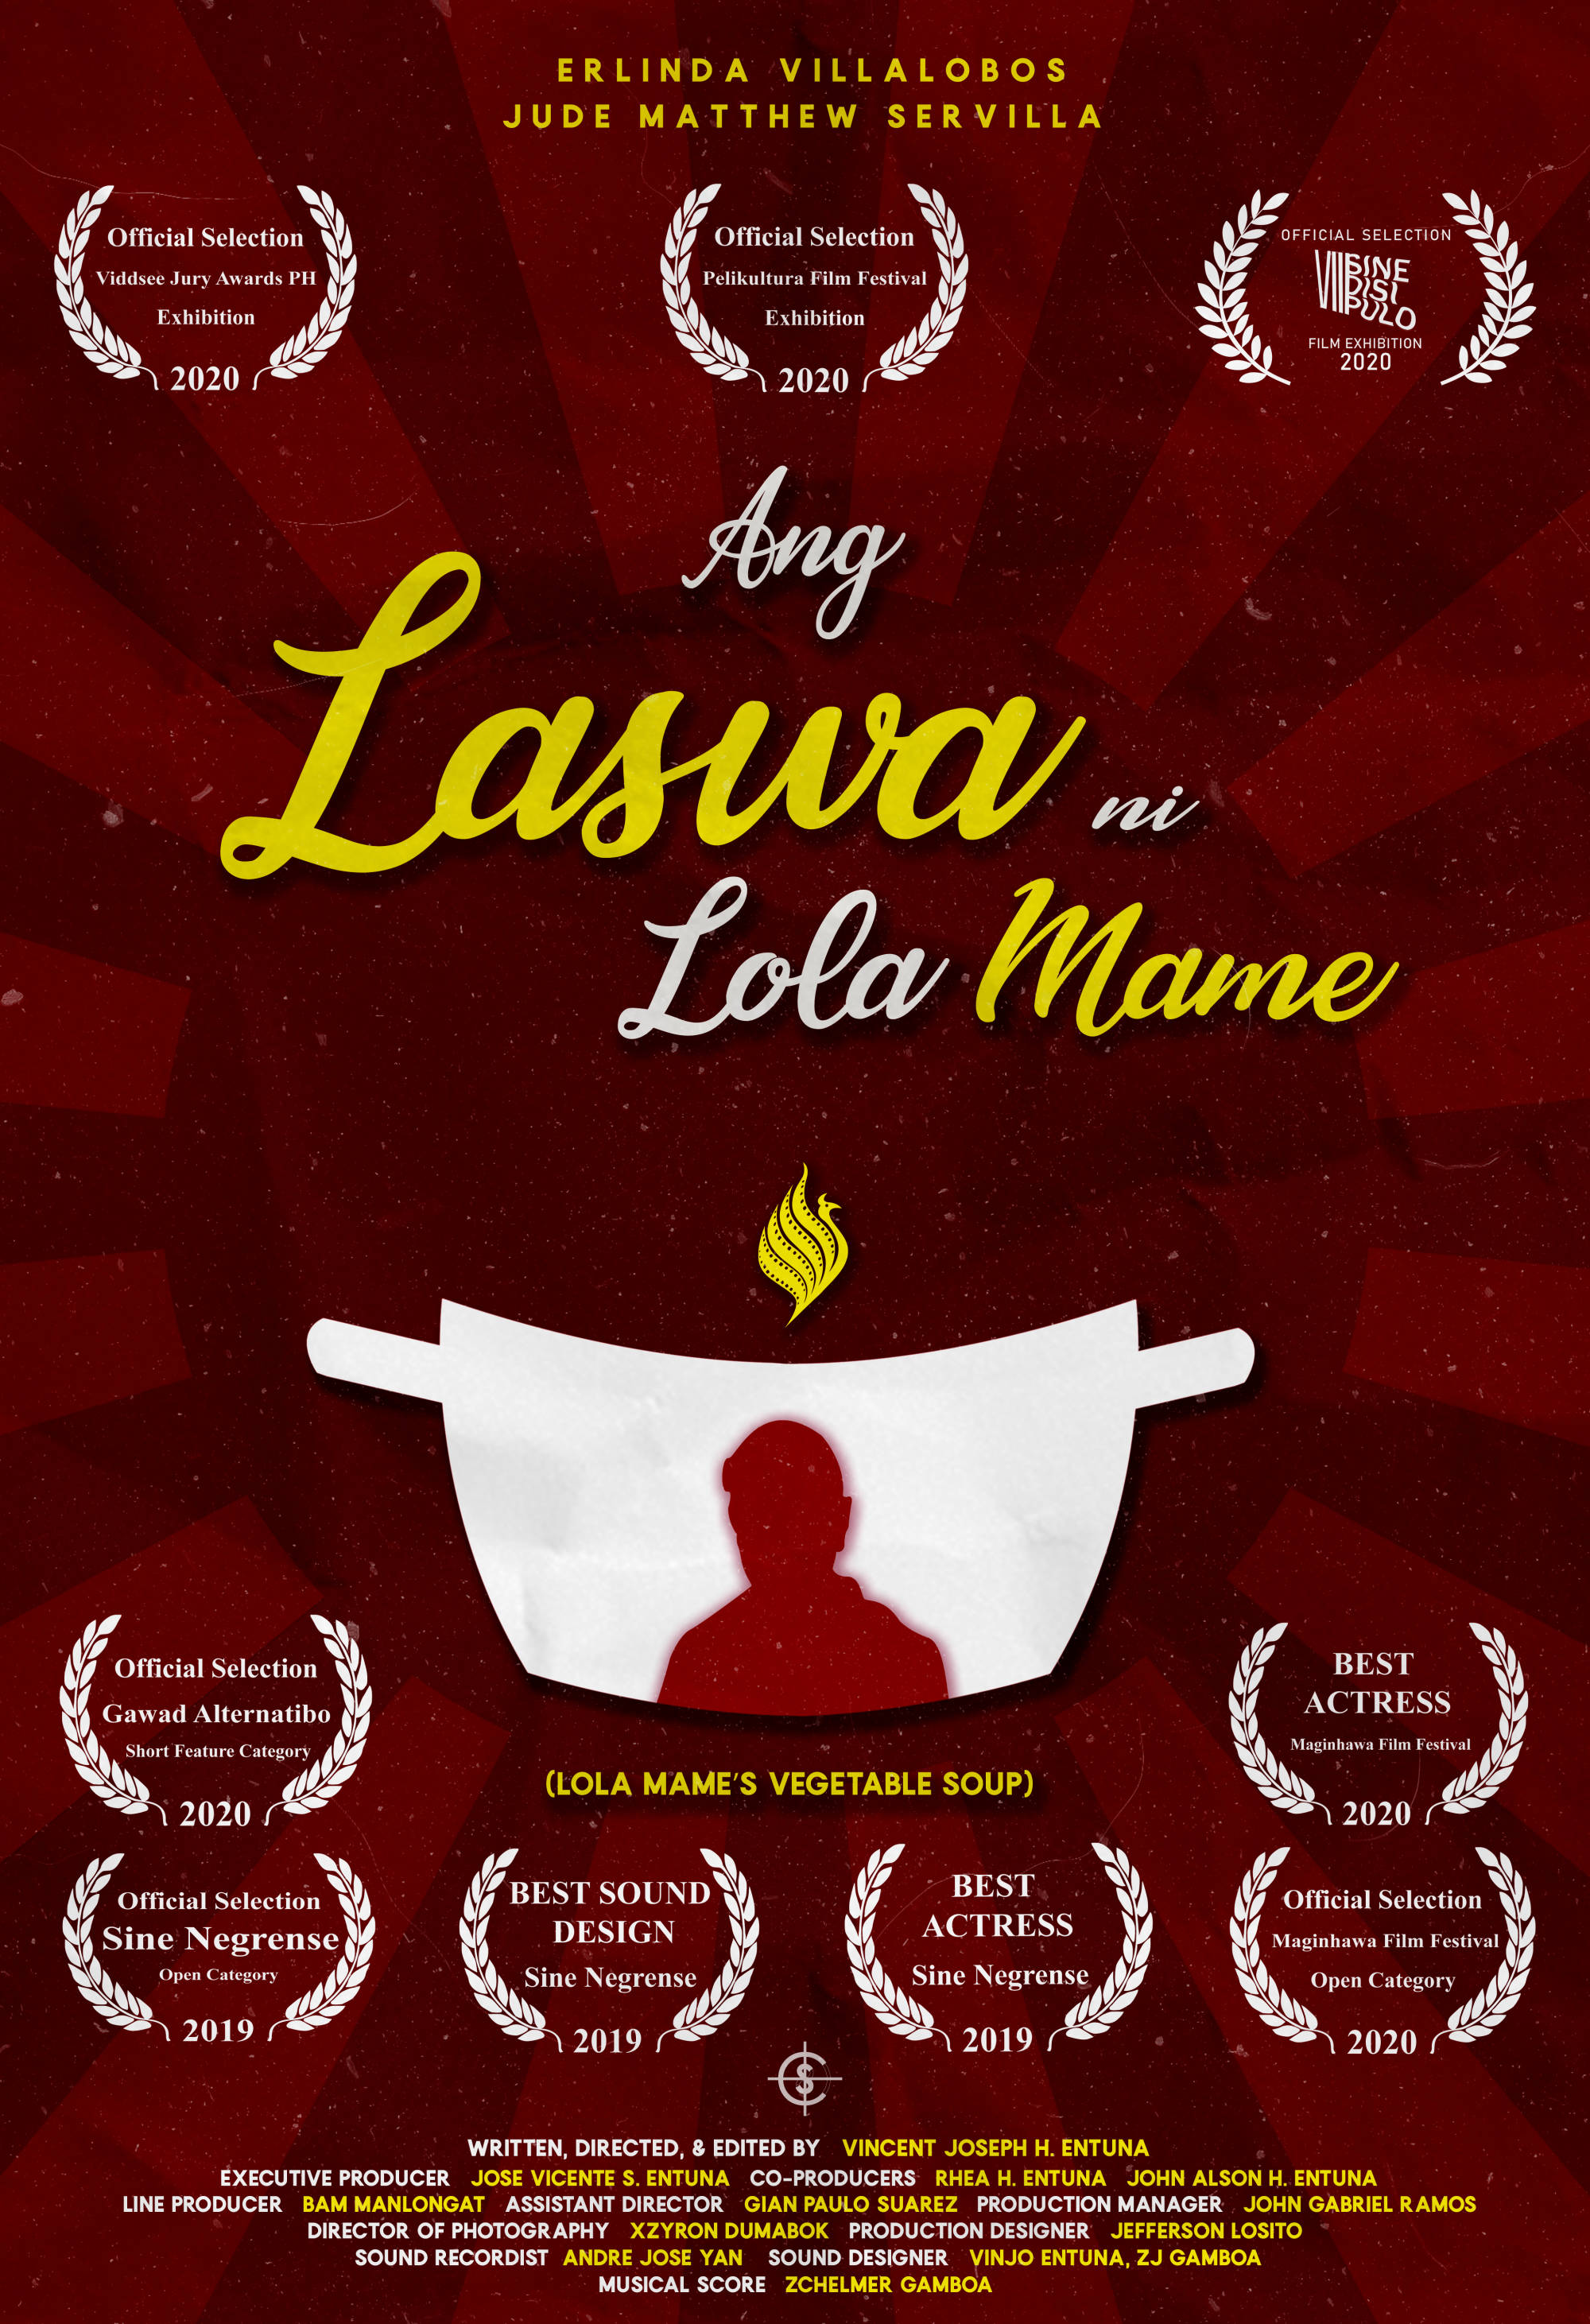 ERLINDA VILLALOBOS
JUDE MATTHEW SERVILLA
Official Selection
Viddsee Jury Awards PH
Exhibition
2020
Official Selection
Pelikultura Film Festival
Exhibition
2020
OFFICIAL SELECTION
VIII SINE
DISI
PULO
FILM EXHIBITION
2020
Ang
Laswa ni
Lola Mame
Official Selection
Gawad Alternatibo
Short Feature Category
2020
BEST
ACTRESS
Maginhawa Film Festival
2020
(LOLA MAME'S VEGETABLE SOUP)
Official Selection
Sine Negrense
Open Category
2019
BEST SOUND
DESIGN
Sine Negrense
2019
BEST
ACTRESS
Sine Negrense
2019
Official Selection
Maginhawa Film Festival
Open Category
2020
WRITTEN, DIRECTED, & EDITED BY VINCENT JOSEPH H. ENTUNA
EXECUTIVE PRODUCER JOSE VICENTE S. ENTUNA CO-PRODUCERS RHEA H. ENTUNA JOHN ALSON H. ENTUNA
LINE PRODUCER BAM MANLONGAT ASSISTANT DIRECTOR GIAN PAULO SUAREZ PRODUCTION MANAGER JOHN GABRIEL RAMOS
DIRECTOR OF PHOTOGRAPHY XZYRON DUMABOK PRODUCTION DESIGNER JEFFERSON LOSITO
SOUND RECORDIST ANDRE JOSE YAN SOUND DESIGNER VINJO ENTUNA, ZJ GAMBOA
MUSICAL SCORE ZCHELMER GAMBOA